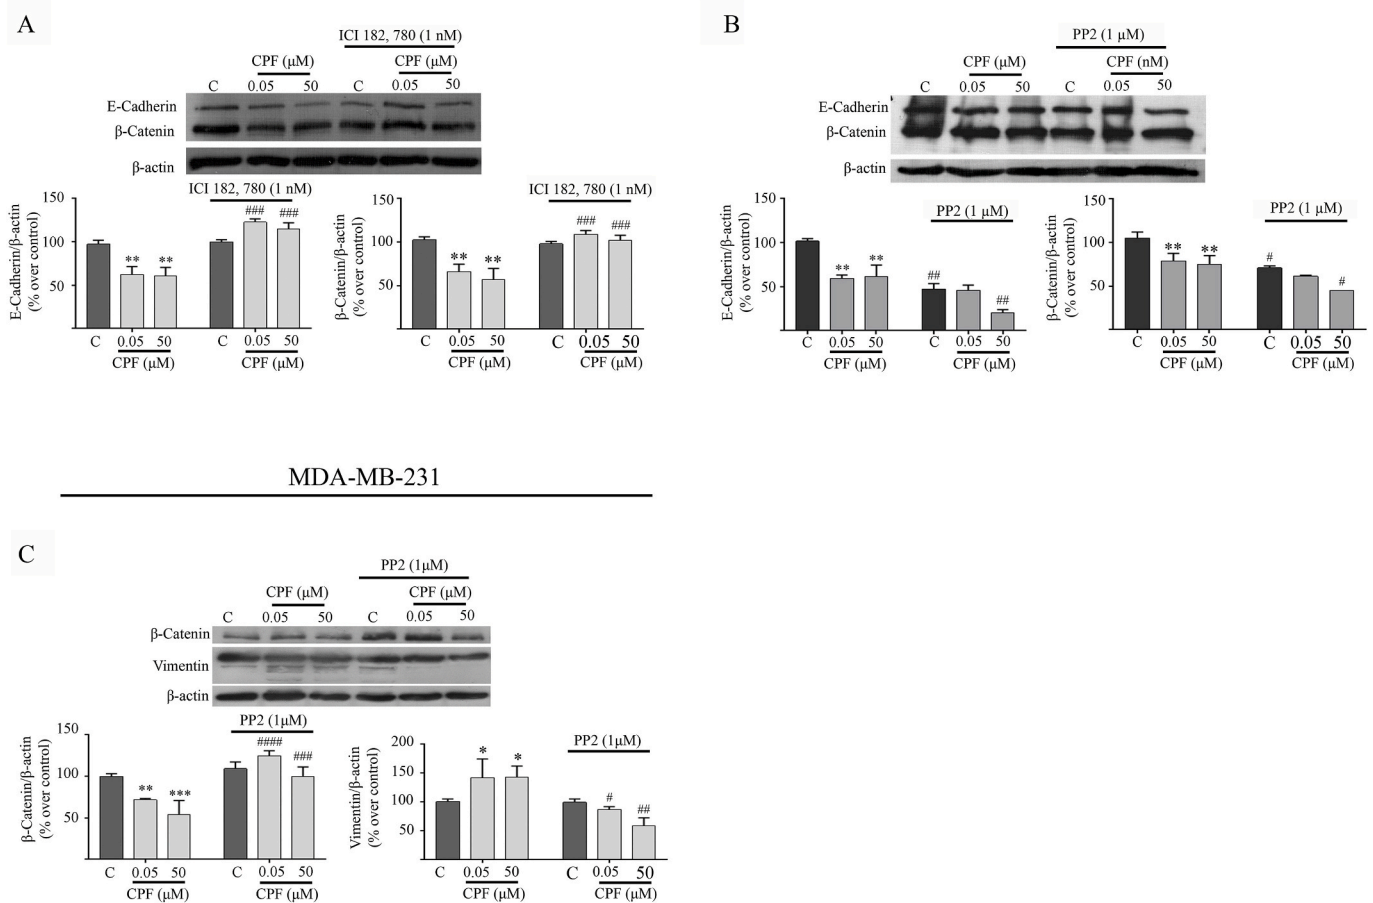 A
ICI 182, 780 (1 nM)
CPF (μM) CPF (μM)
C 0.05 50 C 0.05 50
E-Cadherin
β-Catenin
β-actin
ICI 182, 780 (1 nM)
E-Cadherin/β-actin
(% over control)
150
100
50
** **
### ###
C 0.05 50 C 0.05 50
CPF (μM) CPF (μM)
ICI 182, 780 (1 nM)
β-Catenin/β-actin
(% over control)
150
100
50
** **
### ###
C 0.05 50 C 0.05 50
CPF (μM) CPF (μM)
B
PP2 (1 μM)
CPF (μM) CPF (nM)
C 0.05 50 C 0.05 50
E-Cadherin
β-Catenin
β-actin
PP2 (1 μM)
E-Cadherin/β-actin
(% over control)
150
100
50
** **
## ##
C 0.05 50 C 0.05 50
CPF (μM) CPF (μM)
PP2 (1 μM)
β-Catenin/β-actin
(% over control)
150
100
50
** **
# #
C 0.05 50 C 0.05 50
CPF (μM) CPF (μM)
MDA-MB-231
C
PP2 (1μM)
CPF (μM) CPF (μM)
C 0.05 50 C 0.05 50
β-Catenin
Vimentin
β-actin
PP2 (1μM)
β-Catenin/β-actin
(% over control)
150
100
50
** ***
#### ###
C 0.05 50 C 0.05 50
CPF (μM) CPF (μM)
PP2 (1μM)
Vimentin/β-actin
(% over control)
200
150
100
50
* *
# ##
C 0.05 50 C 0.05 50
CPF (μM) CPF (μM)